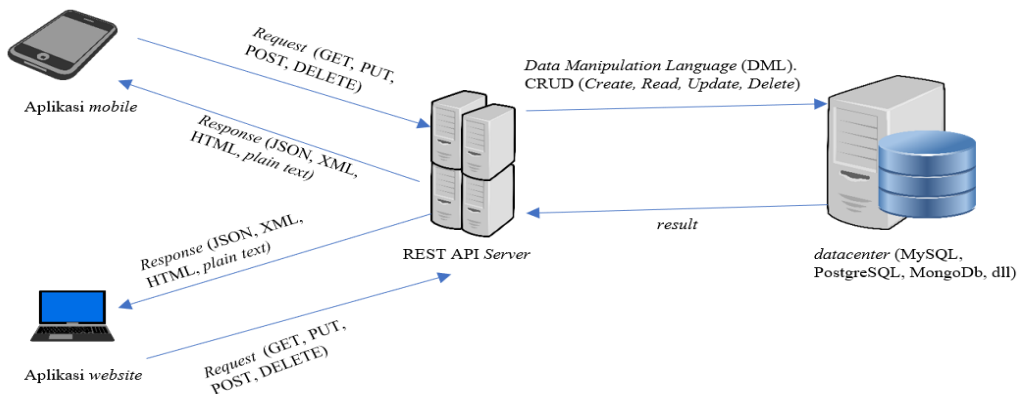 Request (GET, PUT,
POST, DELETE)
Aplikasi mobile
Response (JSON, XML,
HTML, plain text)
Data Manipulation Language (DML).
CRUD (Create, Read, Update, Delete)
REST API Server
result
datacenter (MySQL,
PostgreSQL, MongoDb, dll)
Response (JSON, XML,
HTML, plain text)
Aplikasi website
Request (GET, PUT,
POST, DELETE)